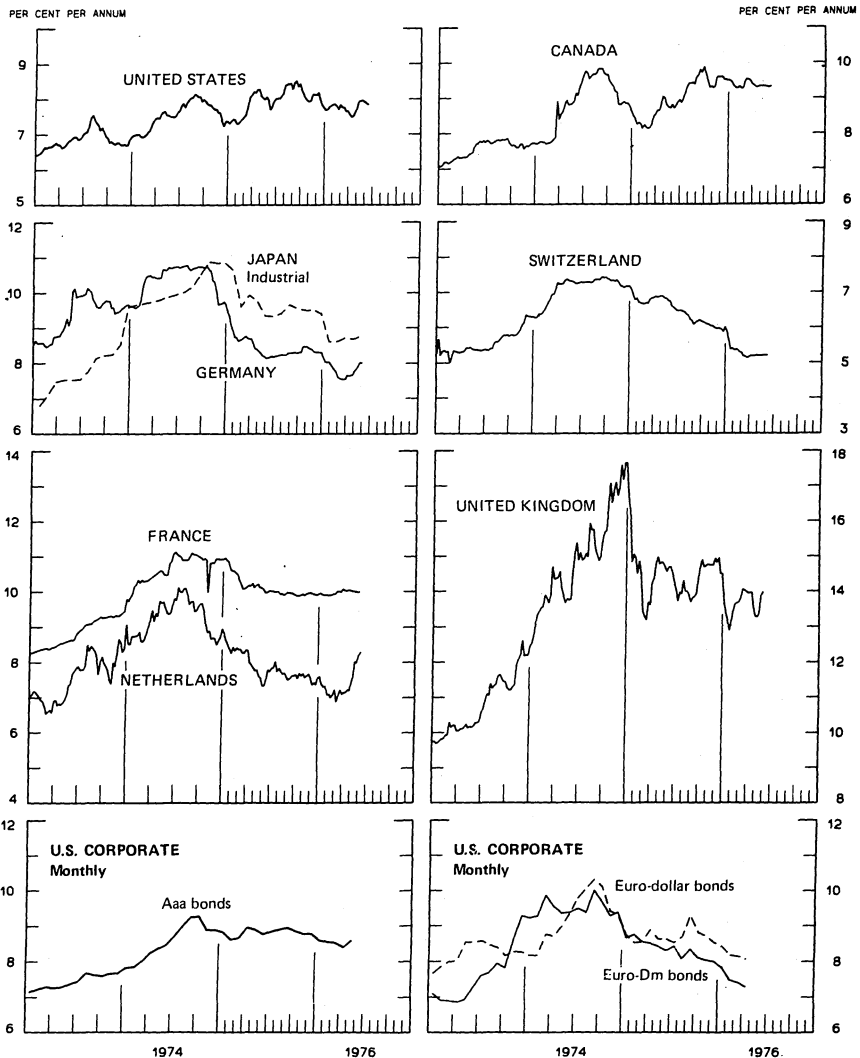 PER CENT PER ANNUM
PER CENT PER ANNUM
UNITED STATES
9
7
5
CANADA
10
8
6
JAPAN
Industrial
GERMANY
12
10
8
6
SWITZERLAND
9
7
5
3
FRANCE
NETHERLANDS
14
12
10
8
6
4
UNITED KINGDOM
18
16
14
12
10
8
U.S. CORPORATE
Monthly
Aaa bonds
12
10
8
6
1974
1976
U.S. CORPORATE
Monthly
Euro-dollar bonds
Euro-Dm bonds
12
10
8
6
1974
1976.